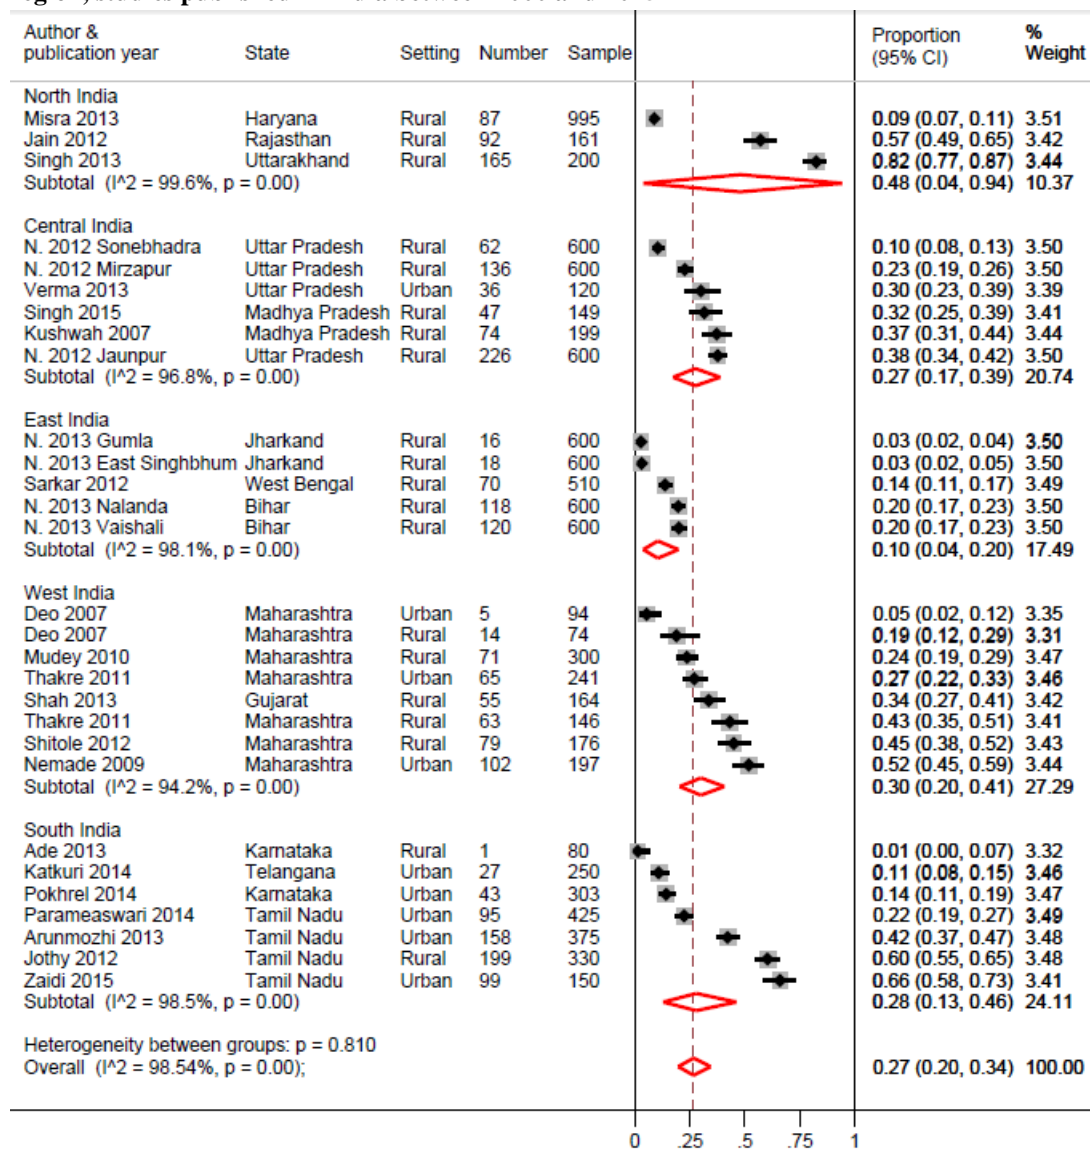 Author & publication year State Setting Number Sample Proportion (95% CI) % Weight
North India
Misra 2013 Haryana Rural 87 995 0.09 (0.07, 0.11) 3.51
Jain 2012 Rajasthan Rural 92 161 0.57 (0.49, 0.65) 3.42
Singh 2013 Uttarakhand Rural 165 200 0.82 (0.77, 0.87) 3.44
Subtotal (I^2 = 99.6%, p = 0.00) 0.48 (0.04, 0.94) 10.37
Central India
N. 2012 Sonebhadra Uttar Pradesh Rural 62 600 0.10 (0.08, 0.13) 3.50
N. 2012 Mirzapur Uttar Pradesh Rural 136 600 0.23 (0.19, 0.26) 3.50
Verma 2013 Uttar Pradesh Urban 36 120 0.30 (0.23, 0.39) 3.39
Singh 2015 Madhya Pradesh Rural 47 149 0.32 (0.25, 0.39) 3.41
Kushwah 2007 Madhya Pradesh Rural 74 199 0.37 (0.31, 0.44) 3.44
N. 2012 Jaunpur Uttar Pradesh Rural 226 600 0.38 (0.34, 0.42) 3.50
Subtotal (I^2 = 96.8%, p = 0.00) 0.27 (0.17, 0.39) 20.74
East India
N. 2013 Gumla Jharkand Rural 16 600 0.03 (0.02, 0.04) 3.50
N. 2013 East Singhbhum Jharkand Rural 18 600 0.03 (0.02, 0.05) 3.50
Sarkar 2012 West Bengal Rural 70 510 0.14 (0.11, 0.17) 3.49
N. 2013 Nalanda Bihar Rural 118 600 0.20 (0.17, 0.23) 3.50
N. 2013 Vaishali Bihar Rural 120 600 0.20 (0.17, 0.23) 3.50
Subtotal (I^2 = 98.1%, p = 0.00) 0.10 (0.04, 0.20) 17.49
West India
Deo 2007 Maharashtra Urban 5 94 0.05 (0.02, 0.12) 3.35
Deo 2007 Maharashtra Rural 14 74 0.19 (0.12, 0.29) 3.31
Mudey 2010 Maharashtra Rural 71 300 0.24 (0.19, 0.29) 3.47
Thakre 2011 Maharashtra Urban 65 241 0.27 (0.22, 0.33) 3.46
Shah 2013 Gujarat Rural 55 164 0.34 (0.27, 0.41) 3.42
Thakre 2011 Maharashtra Rural 63 146 0.43 (0.35, 0.51) 3.41
Shitole 2012 Maharashtra Rural 79 176 0.45 (0.38, 0.52) 3.43
Nemade 2009 Maharashtra Urban 102 197 0.52 (0.45, 0.59) 3.44
Subtotal (I^2 = 94.2%, p = 0.00) 0.30 (0.20, 0.41) 27.29
South India
Ade 2013 Karnataka Rural 1 80 0.01 (0.00, 0.07) 3.32
Katkuri 2014 Telangana Urban 27 250 0.11 (0.08, 0.15) 3.46
Pokhrel 2014 Karnataka Urban 43 303 0.14 (0.11, 0.19) 3.47
Parameaswari 2014 Tamil Nadu Urban 95 425 0.22 (0.19, 0.27) 3.49
Arunmozhi 2013 Tamil Nadu Urban 158 375 0.42 (0.37, 0.47) 3.48
Jothy 2012 Tamil Nadu Rural 199 330 0.60 (0.55, 0.65) 3.48
Zaidi 2015 Tamil Nadu Urban 99 150 0.66 (0.58, 0.73) 3.41
Subtotal (I^2 = 98.5%, p = 0.00) 0.28 (0.13, 0.46) 24.11
Heterogeneity between groups: p = 0.810
Overall (I^2 = 98.54%, p = 0.00); 0.27 (0.20, 0.34) 100.00
0 .25 .5 .75 1